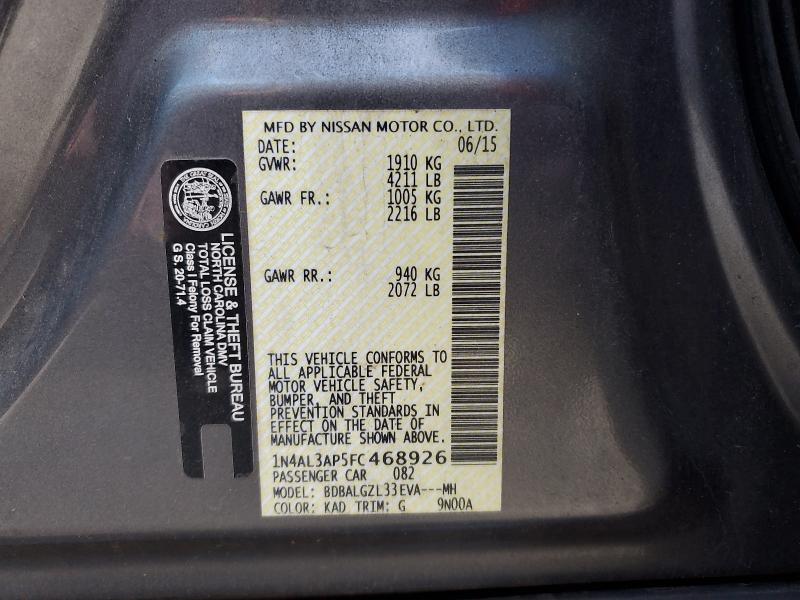 MFD BY NISSAN MOTOR CO., LTD.
DATE: 06/15
GVWR: 1910 KG
4211 LB
GAWR FR.: 1005 KG
2216 LB
GAWR RR.: 940 KG
2072 LB
THIS VEHICLE CONFORMS TO
ALL APPLICABLE FEDERAL
MOTOR VEHICLE SAFETY,
BUMPER, AND THEFT
PREVENTION STANDARDS IN
EFFECT ON THE DATE OF
MANUFACTURE SHOWN ABOVE.
1N4AL3AP5FC468926
PASSENGER CAR 082
MODEL: BDBALGZL33EVA---MH
COLOR: KAD TRIM: G 9N00A
LICENSE & THEFT BUREAU
NORTH CAROLINA DMV
TOTAL LOSS CLAIM VEHICLE
Class I Felony For Removal
G.S. 20-71.4